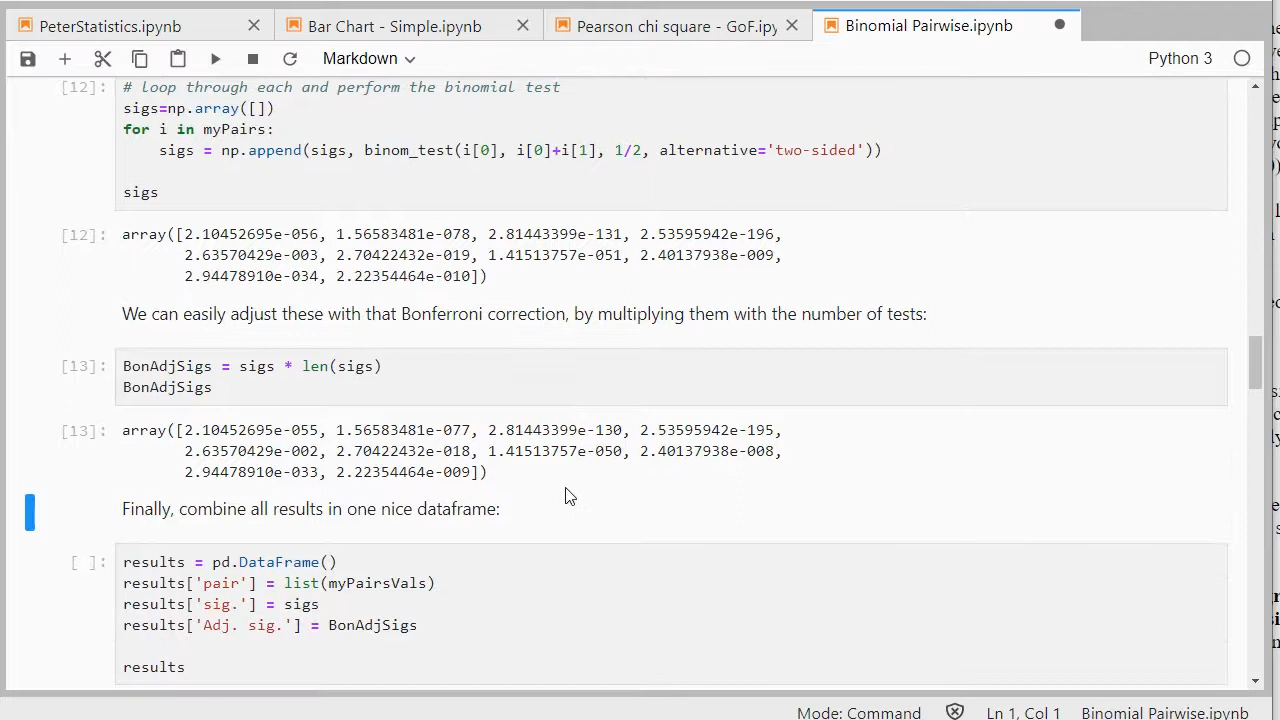 PeterStatistics.ipynb
Bar Chart - Simple.ipynb
Pearson chi square - GoF.ipy
Binomial Pairwise.ipynb
Markdown
Python 3
[12]:
# loop through each and perform the binomial test
sigs=np.array([])
for i in myPairs:
sigs = np.append(sigs, binom_test(i[0], i[0]+i[1], 1/2, alternative='two-sided'))
sigs
[12]:
array([2.10452695e-056, 1.56583481e-078, 2.81443399e-131, 2.53595942e-196,
2.63570429e-003, 2.70422432e-019, 1.41513757e-051, 2.40137938e-009,
2.94478910e-034, 2.22354464e-010])
We can easily adjust these with that Bonferroni correction, by multiplying them with the number of tests:
[13]:
BonAdjSigs = sigs * len(sigs)
BonAdjSigs
[13]:
array([2.10452695e-055, 1.56583481e-077, 2.81443399e-130, 2.53595942e-195,
2.63570429e-002, 2.70422432e-018, 1.41513757e-050, 2.40137938e-008,
2.94478910e-033, 2.22354464e-009])
Finally, combine all results in one nice dataframe:
[ ]:
results = pd.DataFrame()
results['pair'] = list(myPairsVals)
results['sig.'] = sigs
results['Adj. sig.'] = BonAdjSigs
results
Mode: Command
Ln 1, Col 1
Binomial Pairwise.ipynb